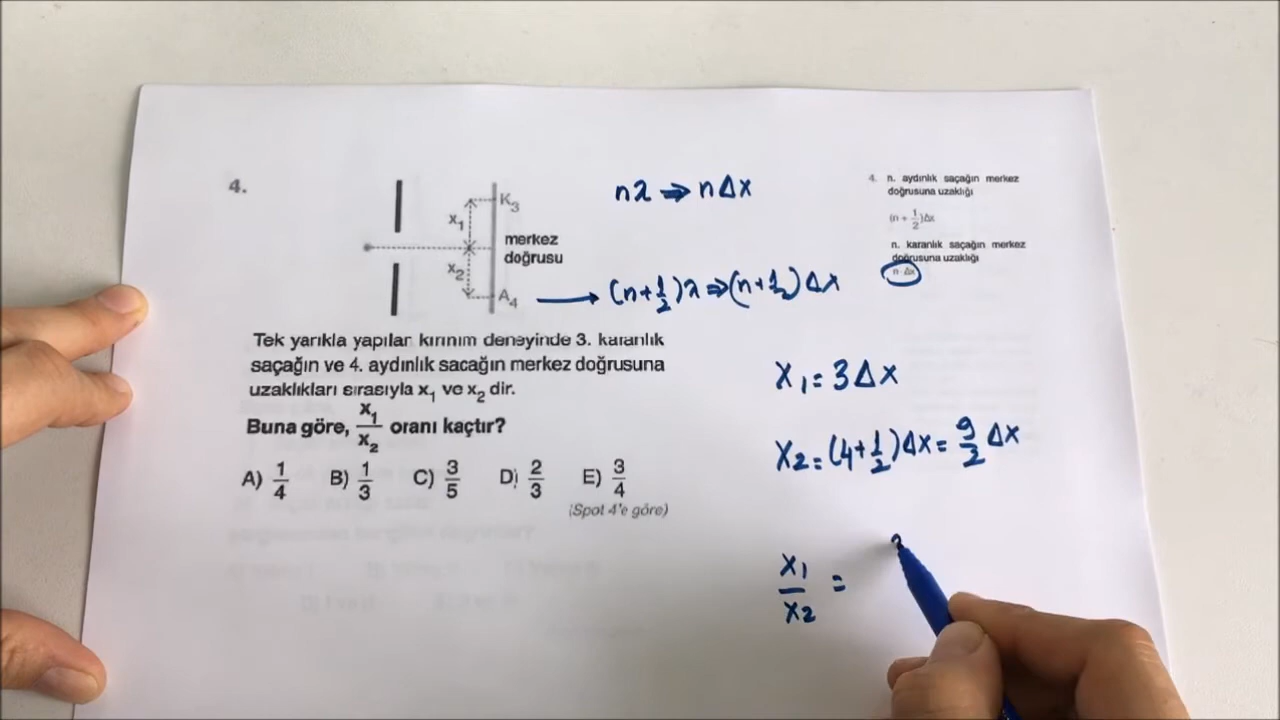 4.
K3
x1
merkez
doğrusu
x2
A4
nλ ⇒ nΔx
(n+1/2)λ ⇒ (n+1/2)Δx
4. n. aydınlık saçağın merkez
doğrusuna uzaklığı
(n + 1/2)Δx
n. karanlık saçağın merkez
doğrusuna uzaklığı
n · Δx
Tek yarıkla yapılan kırınım deneyinde 3. karanlık
saçağın ve 4. aydınlık sacağın merkez doğrusuna
uzaklıkları sırasıyla x1 ve x2 dir.
Buna göre, x1/x2 oranı kaçtır?
A) 1/4 B) 1/3 C) 3/5 D) 2/3 E) 3/4
(Spot 4'e göre)
x1 = 3Δx
x2 = (4+1/2)Δx = 9/2 Δx
x1/x2 =